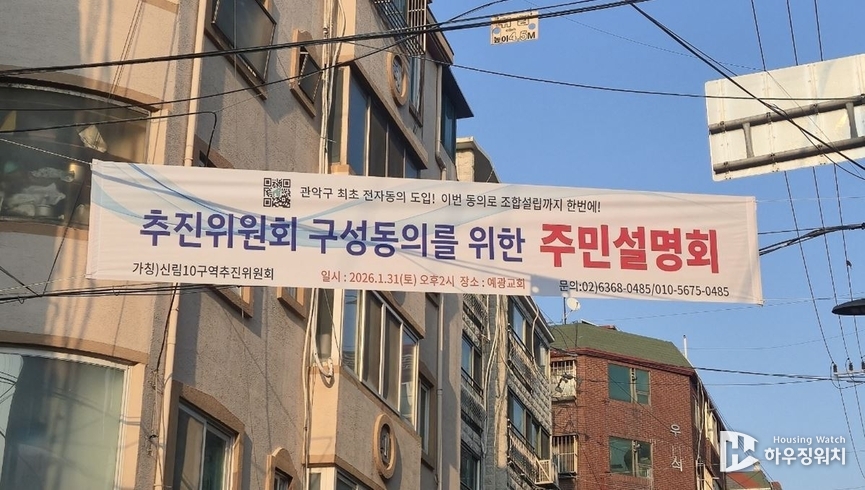 높이4.5M
관악구 최초 전자동의 도입! 이번 동의로 조합설립까지 한번에!
추진위원회 구성동의를 위한 주민설명회
가칭)신림10구역추진위원회
일시 : 2026.1.31(토) 오후2시 장소 : 예광교회
문의:02)6368-0485/010-5675-0485
Housing Watch
하우징워치